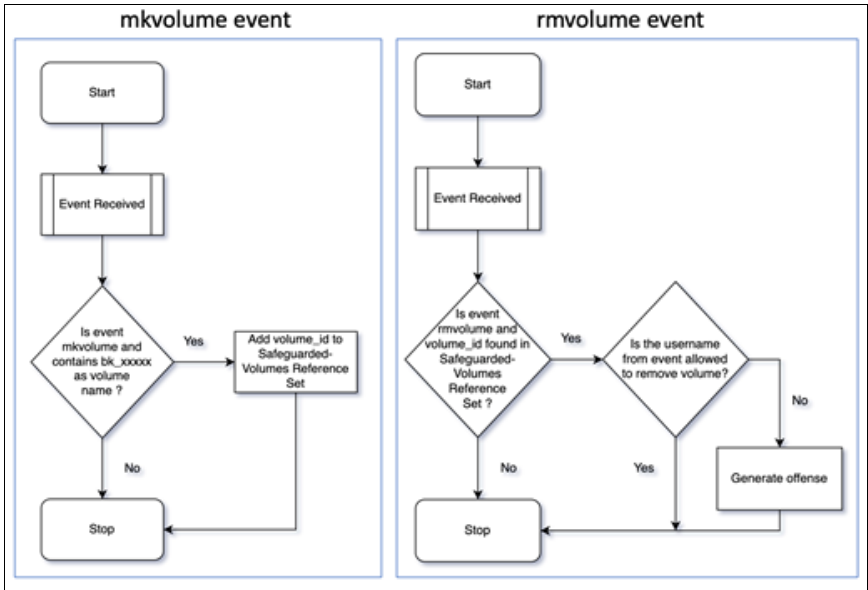 mkvolume event
Start
Event Received
Is event
mkvolume and
contains bk_xxxxx
as volume
name ?
Yes
Add volume_id to
Safeguarded-
Volumes Reference
Set
No
Stop
rmvolume event
Start
Event Received
Is event
rmvolume and
volume_id found in
Safeguarded-
Volumes
Reference
Set ?
Yes
Is the username
from event allowed
to remove volume?
No
Generate offense
No
Yes
Stop